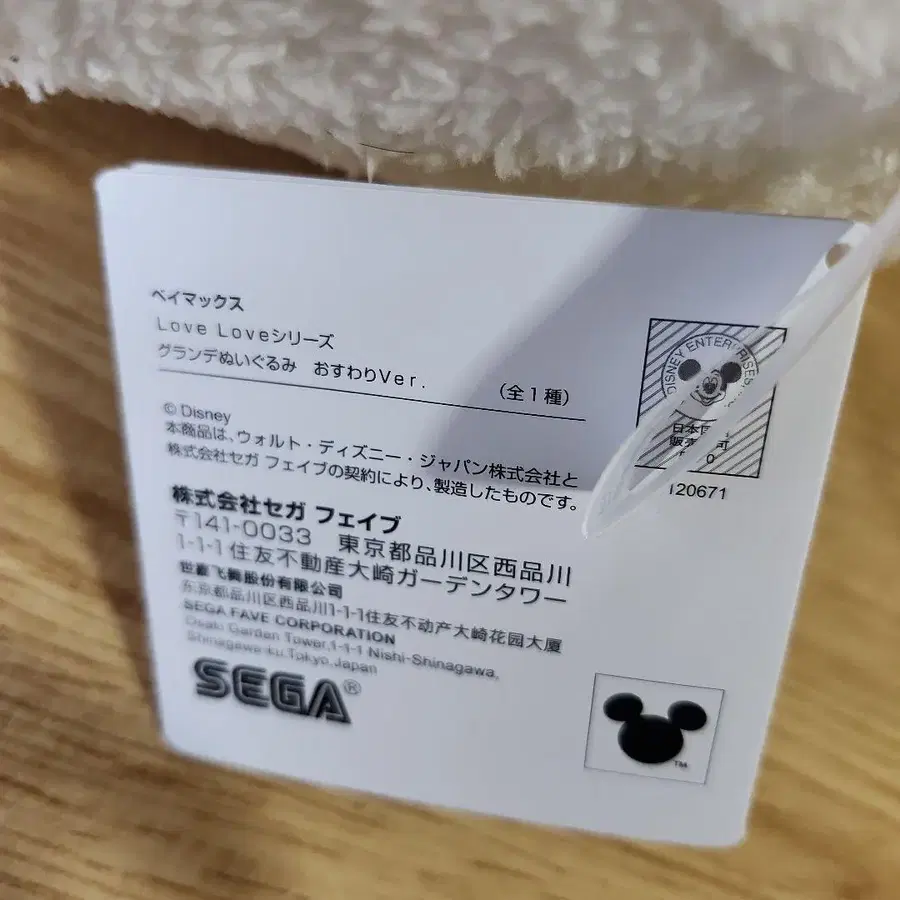 ベイマックス
Love Loveシリーズ
グランデぬいぐるみ おすわりVer. (全1種)
© Disney
本商品は、ウォルト・ディズニー・ジャパン株式会社と
株式会社セガ フェイブの契約により、製造したものです。
株式会社セガ フェイブ
〒141-0033 東京都品川区西品川
1-1-1 住友不動産大崎ガーデンタワー
股份有限公司
东京都品川区西品川1-1-1住友不动产大崎花园大厦
SEGA FAVE CORPORATION
Osaki Garden Tower,1-1-1 Nishi-Shinagawa,
Shinagawa-ku,Tokyo,Japan
SEGA®
DISNEY ENTERPRISES
日本
販売 可
120671
TM